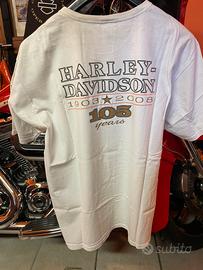 HARLEY-
DAVIDSON
1903★2008
105
years
subito